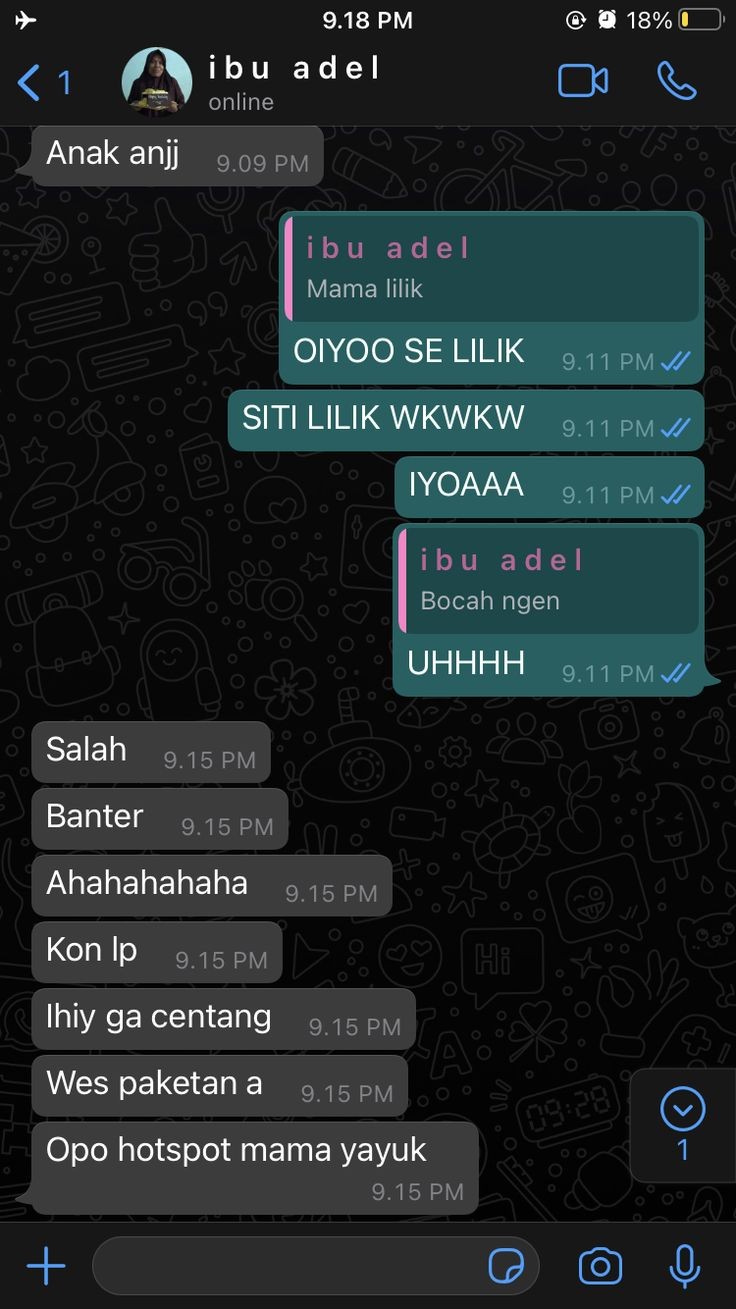 9.18 PM
18%
1
ibu adel
online
Anak anjj 9.09 PM
ibu adel
Mama lilik
OIYOO SE LILIK 9.11 PM
SITI LILIK WKWKW 9.11 PM
IYOAAA 9.11 PM
ibu adel
Bocah ngen
UHHHH 9.11 PM
Salah 9.15 PM
Banter 9.15 PM
Ahahahahaha 9.15 PM
Kon lp 9.15 PM
Ihiy ga centang 9.15 PM
Wes paketan a 9.15 PM
Opo hotspot mama yayuk
9.15 PM
1
Hi
09:28